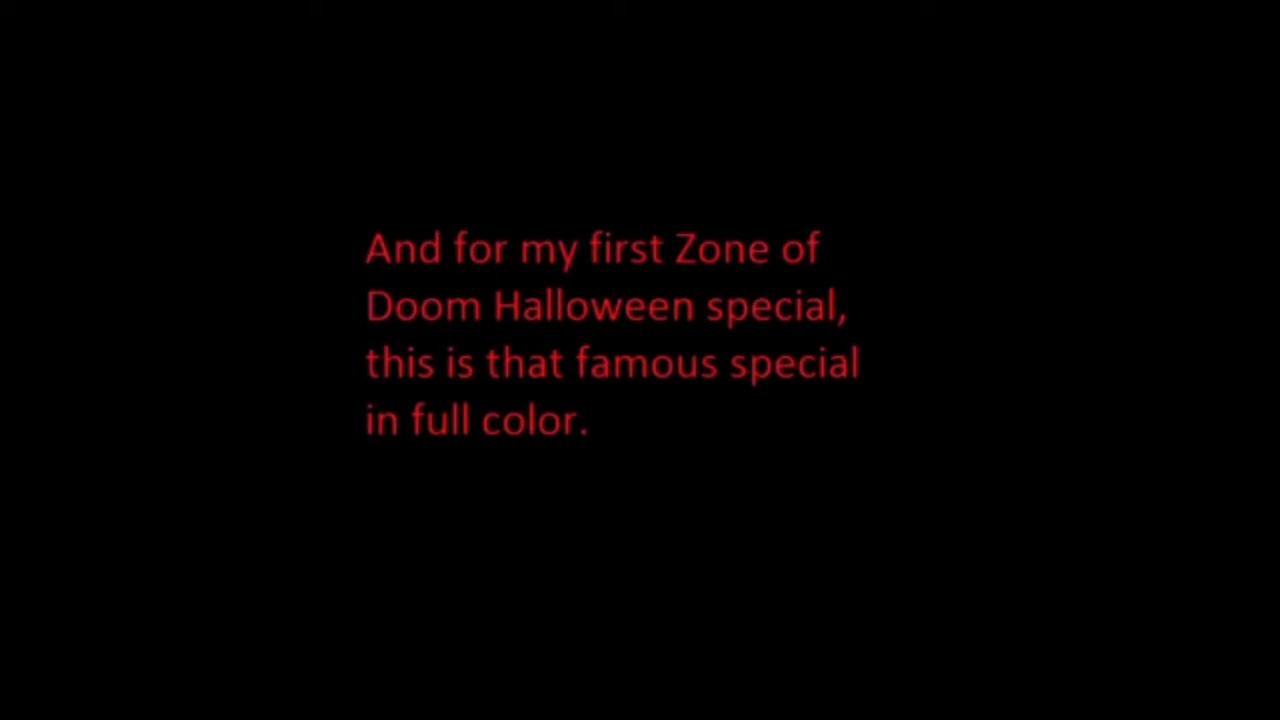 And for my first Zone of
Doom Halloween special,
this is that famous special
in full color.